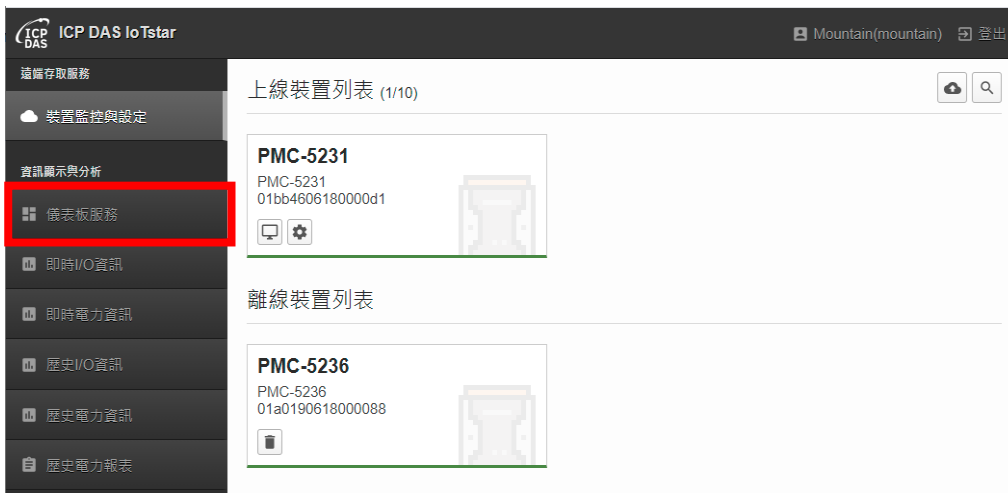 ICP DAS
ICP DAS IoTstar
Mountain(mountain) 登出
遠端存取服務
裝置監控與設定
資訊顯示與分析
儀表板服務
即時I/O資訊
即時電力資訊
歷史I/O資訊
歷史電力資訊
歷史電力報表
上線裝置列表 (1/10)
PMC-5231
PMC-5231
01bb4606180000d1
離線裝置列表
PMC-5236
PMC-5236
01a0190618000088